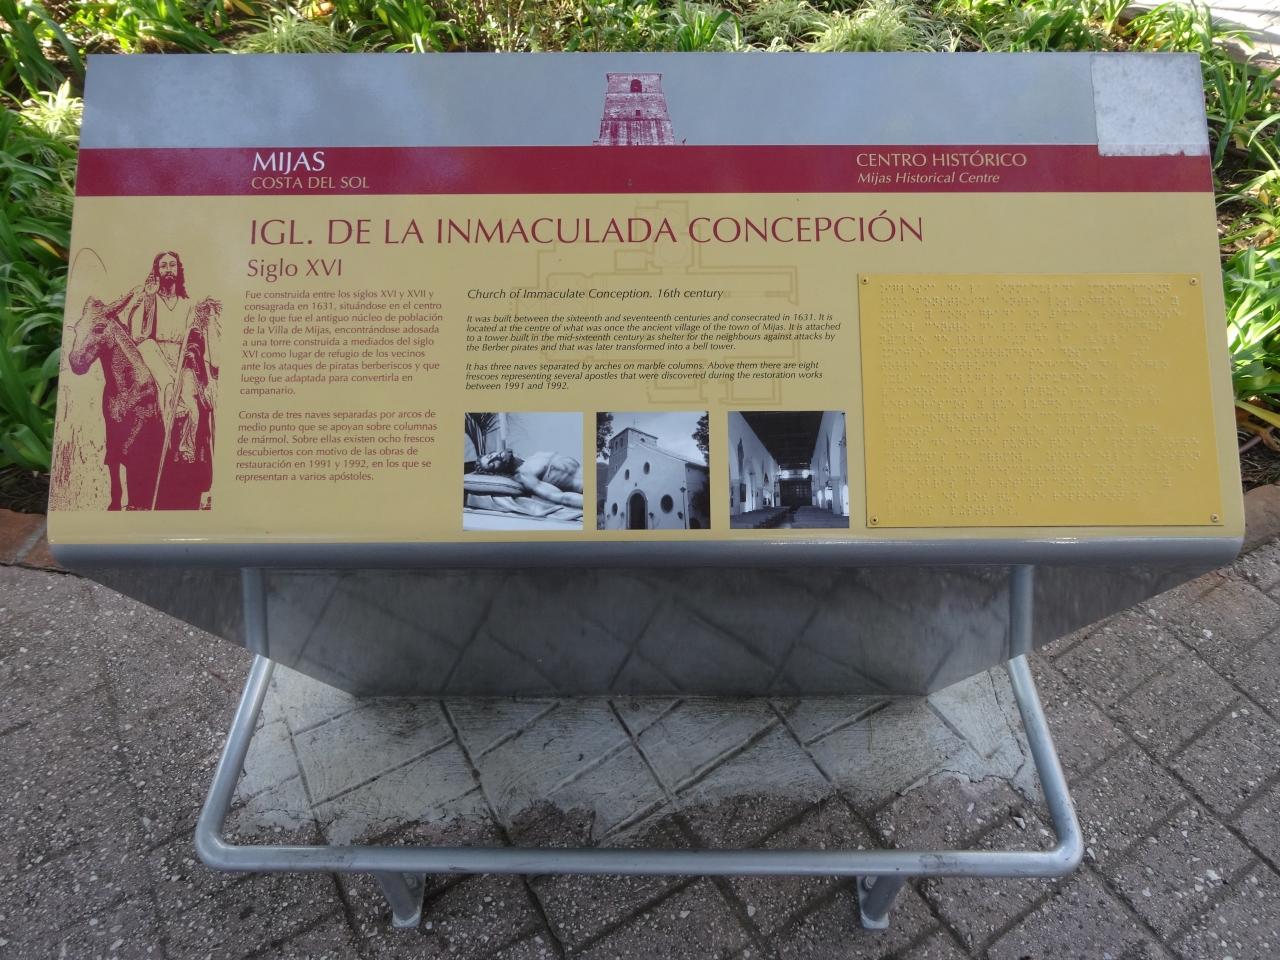 MIJAS
COSTA DEL SOL
CENTRO HISTÓRICO
Mijas Historical Centre
IGL. DE LA INMACULADA CONCEPCIÓN
Siglo XVI
Fue construida entre los siglos XVI y XVII y
consagrada en 1631, situándose en el centro
de lo que fue el antiguo núcleo de población
de la Villa de Mijas, encontrándose adosada
a una torre construida a mediados del siglo
XVI como lugar de refugio de los vecinos
ante los ataques de piratas berberiscos y que
luego fue adaptada para convertirla en
campanario.
Consta de tres naves separadas por arcos de
medio punto que se apoyan sobre columnas
de mármol. Sobre ellas existen ocho frescos
descubiertos con motivo de las obras de
restauración en 1991 y 1992, en los que se
representan a varios apóstoles.
Church of Immaculate Conception. 16th century
It was built between the sixteenth and seventeenth centuries and consecrated in 1631. It is
located at the centre of what was once the ancient village of the town of Mijas. It is attached
to a tower built in the mid-sixteenth century as shelter for the neighbours against attacks by
the Berber pirates and that was later transformed into a bell tower.
It has three naves separated by arches on marble columns. Above them there are eight
frescoes representing several apostles that were discovered during the restoration works
between 1991 and 1992.